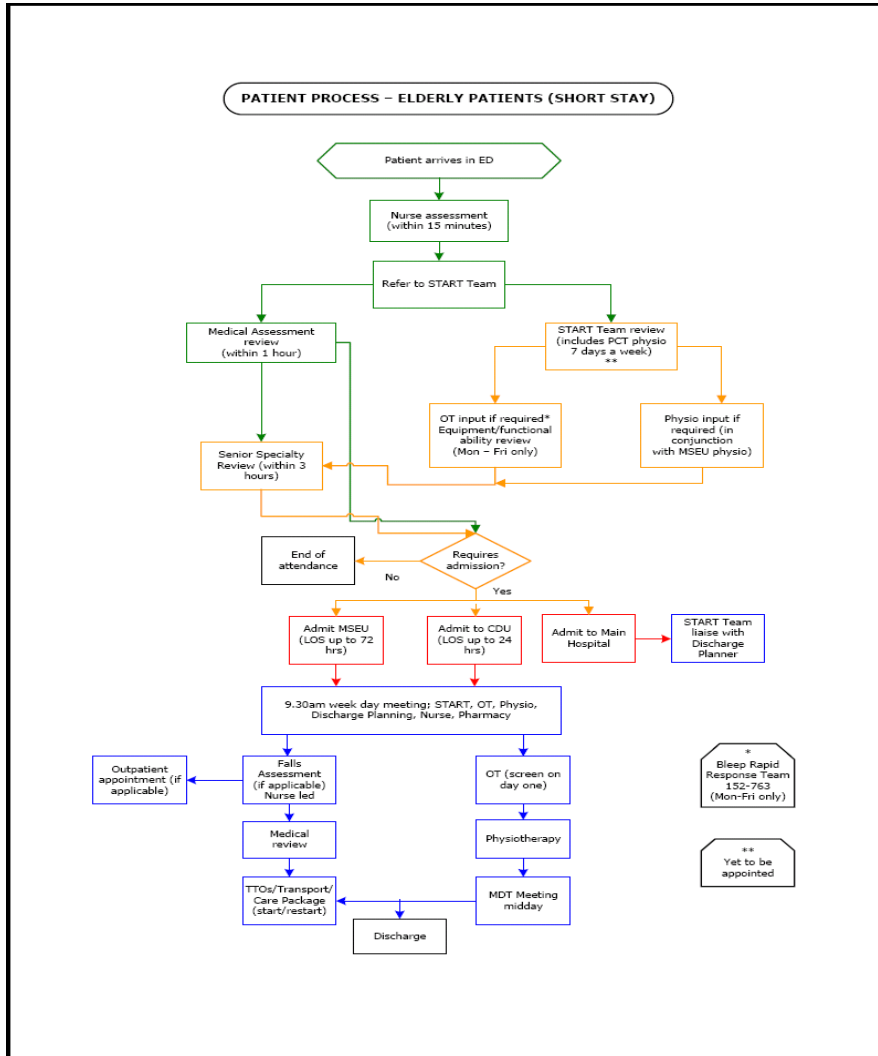 PATIENT PROCESS – ELDERLY PATIENTS (SHORT STAY)
Patient arrives in ED
Nurse assessment
(within 15 minutes)
Refer to START Team
Medical Assessment
review
(within 1 hour)
START Team review
(includes PCT physio
7 days a week)
**
OT input if required*
Equipment/functional
ability review
(Mon – Fri only)
Physio input if
required (in
conjunction
with MSEU physio)
Senior Specialty
Review (within 3
hours)
Requires
admission?
End of
attendance
No
Yes
Admit MSEU
(LOS up to 72
hrs)
Admit to CDU
(LOS up to 24
hrs)
Admit to Main
Hospital
START Team
liaise with
Discharge
Planner
9.30am week day meeting; START, OT, Physio,
Discharge Planning, Nurse, Pharmacy
Outpatient
appointment (if
applicable)
Falls
Assessment
(if applicable)
Nurse led
OT (screen on
day one)
*
Bleep Rapid
Response Team
152-763
(Mon-Fri only)
Medical
review
Physiotherapy
**
Yet to be
appointed
TTOs/Transport/
Care Package
(start/restart)
MDT Meeting
midday
Discharge